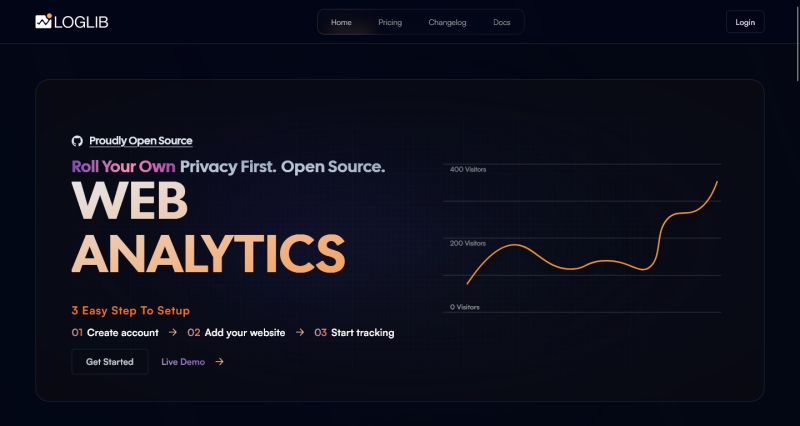 LOGLIB
Home Pricing Changelog Docs
Login
Proudly Open Source
Roll Your Own Privacy First. Open Source.
WEB
ANALYTICS
3 Easy Step To Setup
01 Create account → 02 Add your website → 03 Start tracking
Get Started Live Demo →
400 Visitors
200 Visitors
0 Visitors